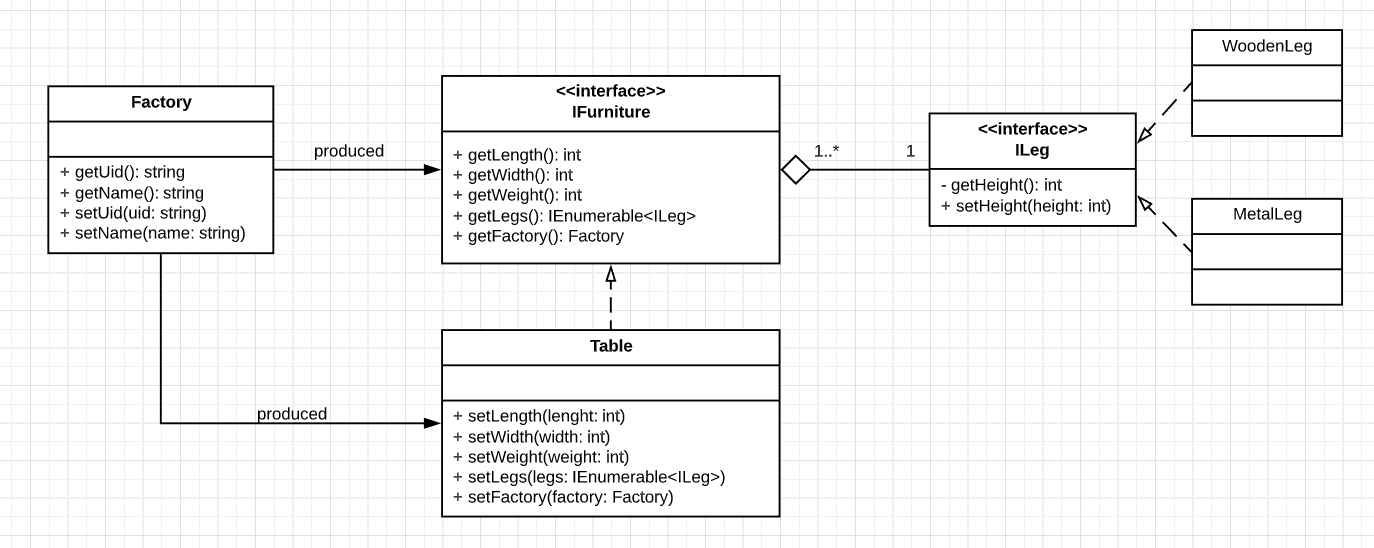 Factory
+ getUid(): string
+ getName(): string
+ setUid(uid: string)
+ setName(name: string)
produced
produced
<<interface>>
IFurniture
+ getLength(): int
+ getWidth(): int
+ getWeight(): int
+ getLegs(): IEnumerable<ILeg>
+ getFactory(): Factory
Table
+ setLength(lenght: int)
+ setWidth(width: int)
+ setWeight(weight: int)
+ setLegs(legs: IEnumerable<ILeg>)
+ setFactory(factory: Factory)
1..*
1
<<interface>>
ILeg
- getHeight(): int
+ setHeight(height: int)
WoodenLeg
MetalLeg